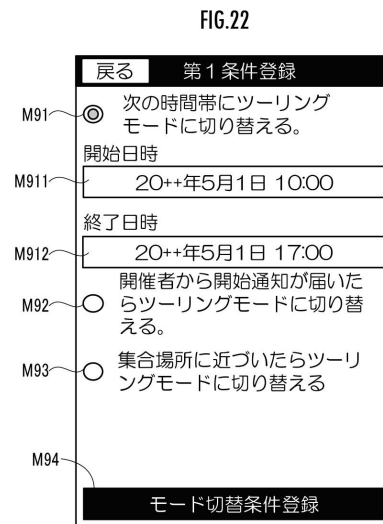 FIG.22
戻る 第1条件登録
M91 次の時間帯にツーリング
モードに切り替える。
開始日時
M911 20++年5月1日 10:00
終了日時
M912 20++年5月1日 17:00
開催者から開始通知が届いた
M92 らツーリングモードに切り替
える。
M93 集合場所に近づいたらツーリ
ングモードに切り替える
M94
モード切替条件登録